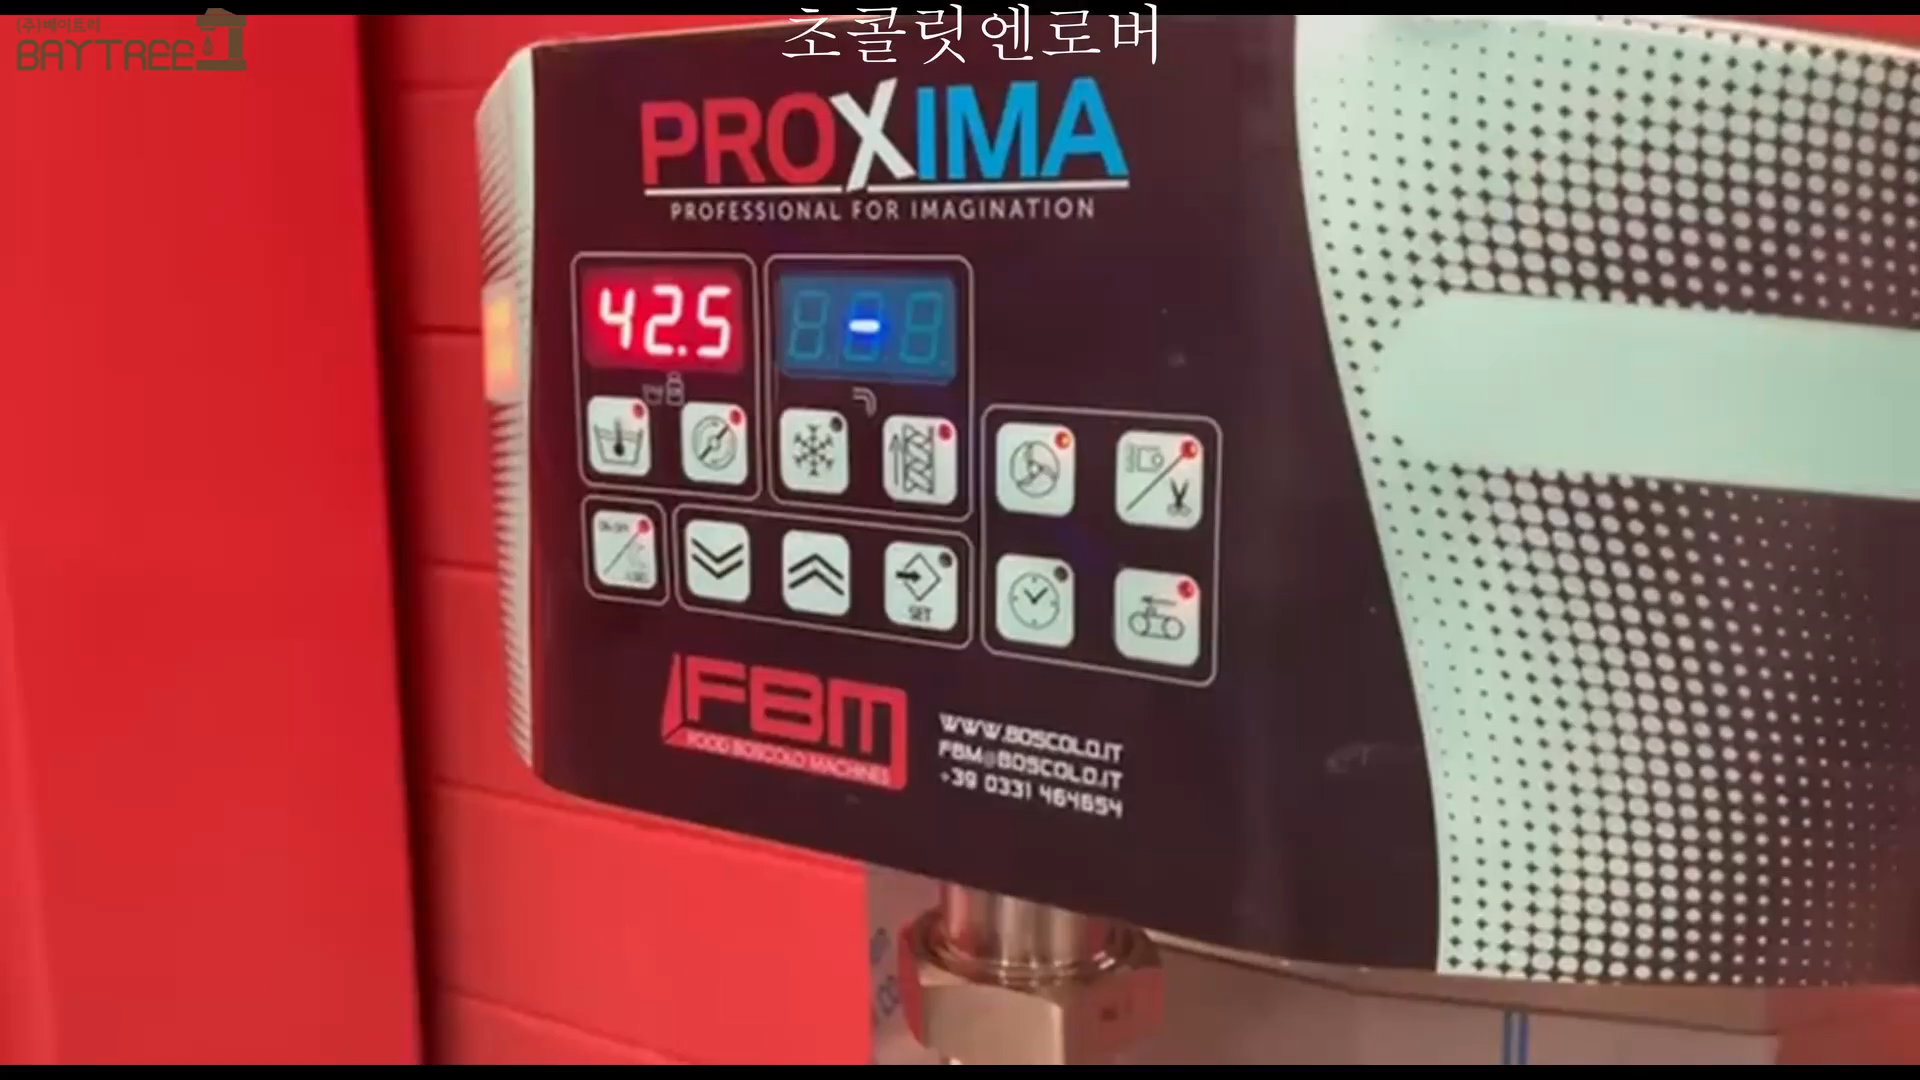 (주)베이트리
BAYTREE
초콜릿엔로버
PROXIMA
PROFESSIONAL FOR IMAGINATION
42.5
-
SET
FBM
FOOD BOSCOLO MACHINES
WWW.BOSCOLO.IT
FBM@BOSCOLO.IT
+39 0331 464654